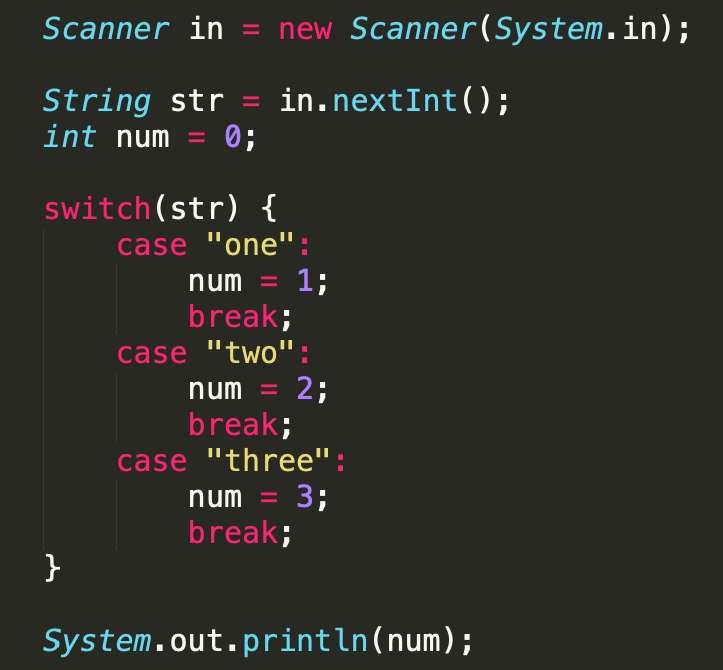 Scanner in = new Scanner(System.in);
String str = in.nextInt();
int num = 0;
switch(str) {
case "one":
num = 1;
break;
case "two":
num = 2;
break;
case "three":
num = 3;
break;
}
System.out.println(num);